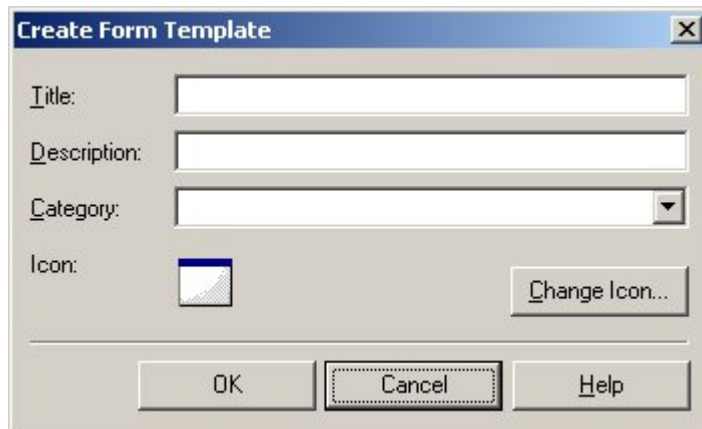 Create Form Template
Title:
Description:
Category:
Icon:
Change Icon...
OK Cancel Help